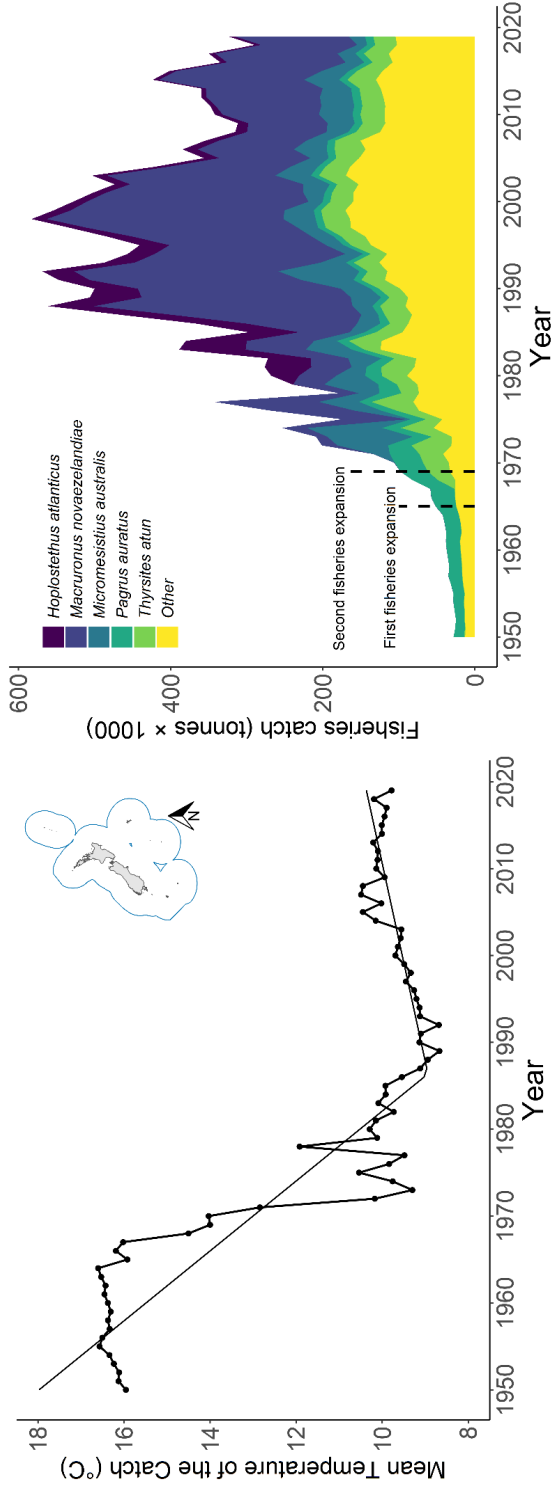 Mean Temperature of the Catch (°C)
18
16
14
12
10
8
1950
1960
1970
1980
1990
2000
2010
2020
Year
N
Fisheries catch (tonnes × 1000)
600
400
200
0
Hoplostethus atlanticus
Macruronus novaezelandiae
Micromesistius australis
Pagrus auratus
Thyrsites atun
Other
Second fisheries expansion
First fisheries expansion
1950
1960
1970
1980
1990
2000
2010
2020
Year